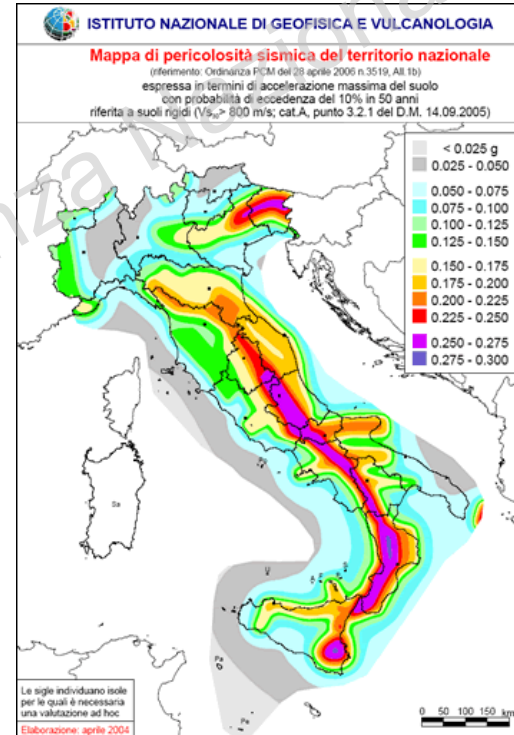 ISTITUTO NAZIONALE DI GEOFISICA E VULCANOLOGIA
Mappa di pericolosità sismica del territorio nazionale
(riferimento: Ordinanza PCM del 28 aprile 2006 n.3519, All.1b)
espressa in termini di accelerazione massima del suolo
con probabilità di eccedenza del 10% in 50 anni
riferita a suoli rigidi (Vs₃₀> 800 m/s; cat.A, punto 3.2.1 del D.M. 14.09.2005)
< 0.025 g
0.025 - 0.050
0.050 - 0.075
0.075 - 0.100
0.100 - 0.125
0.125 - 0.150
0.150 - 0.175
0.175 - 0.200
0.200 - 0.225
0.225 - 0.250
0.250 - 0.275
0.275 - 0.300
Sa
U
Pa
Pe
Le sigle individuano isole
per le quali è necessaria
una valutazione ad hoc
Elaborazione: aprile 2004
0 50 100 150 km